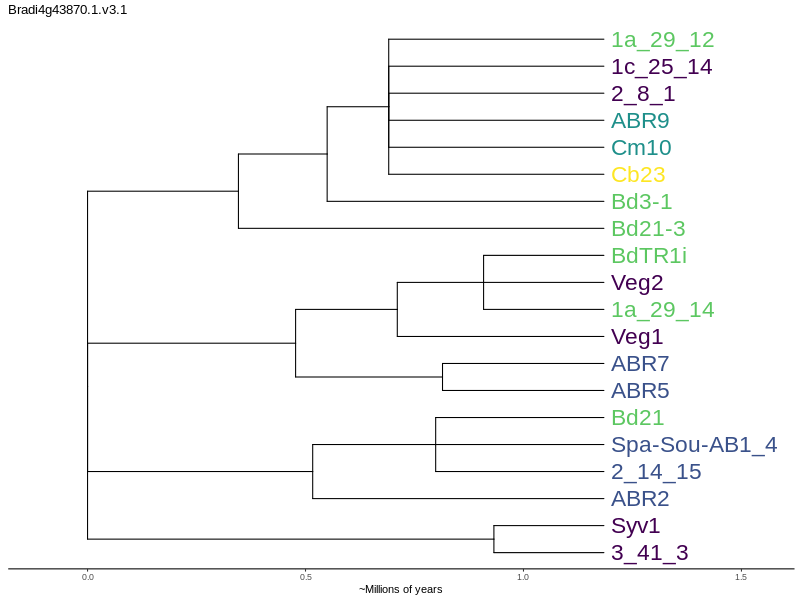 Bradi4g43870.1.v3.1
1a_29_12
1c_25_14
2_8_1
ABR9
Cm10
Cb23
Bd3-1
Bd21-3
BdTR1i
Veg2
1a_29_14
Veg1
ABR7
ABR5
Bd21
Spa-Sou-AB1_4
2_14_15
ABR2
Syv1
3_41_3
0.0 0.5 1.0 1.5
~Millions of years